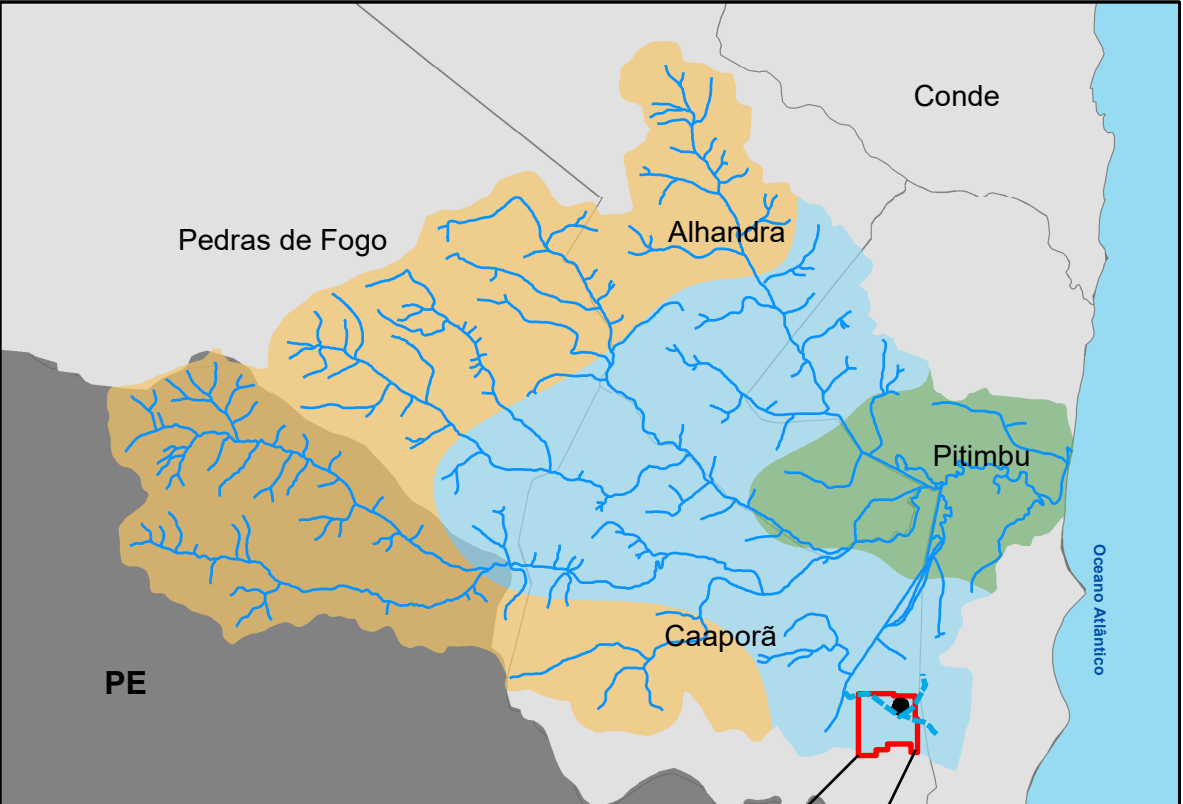 Conde
Alhandra
Pedras de Fogo
Pitimbu
Oceano Atlântico
Caaporã
PE